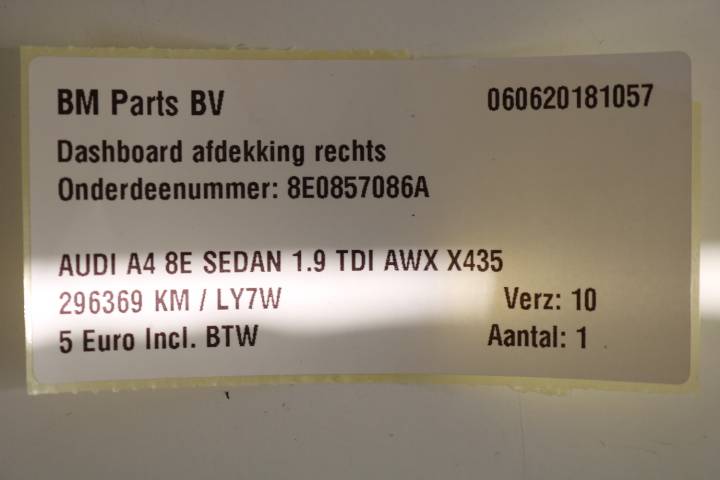 BM Parts BV 060620181057
Dashboard afdekking rechts
Onderdeenummer: 8E0857086A
AUDI A4 8E SEDAN 1.9 TDI AWX X435
296369 KM / LY7W Verz: 10
5 Euro Incl. BTW Aantal: 1